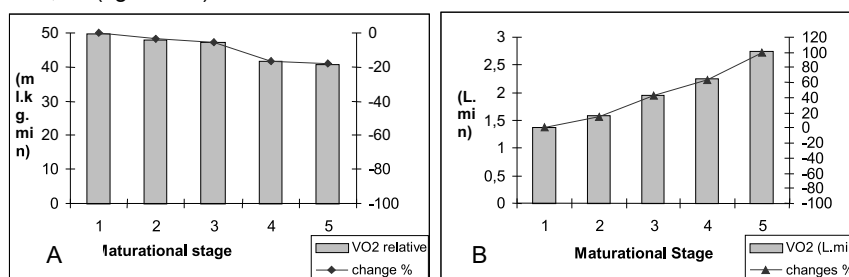 50
40
30
20
10
0
(m
l.k
g.
mi
n)
0
-20
-40
-60
-80
-100
1 2 3 4 5
A
Maturational stage
VO2 relative
change %
3
2,5
2
1,5
1
0,5
0
(L.
mi
n)
120
100
80
60
40
20
0
-20
-40
-60
-80
-100
1 2 3 4 5
B
Maturational Stage
VO2 (L.mi
changes %